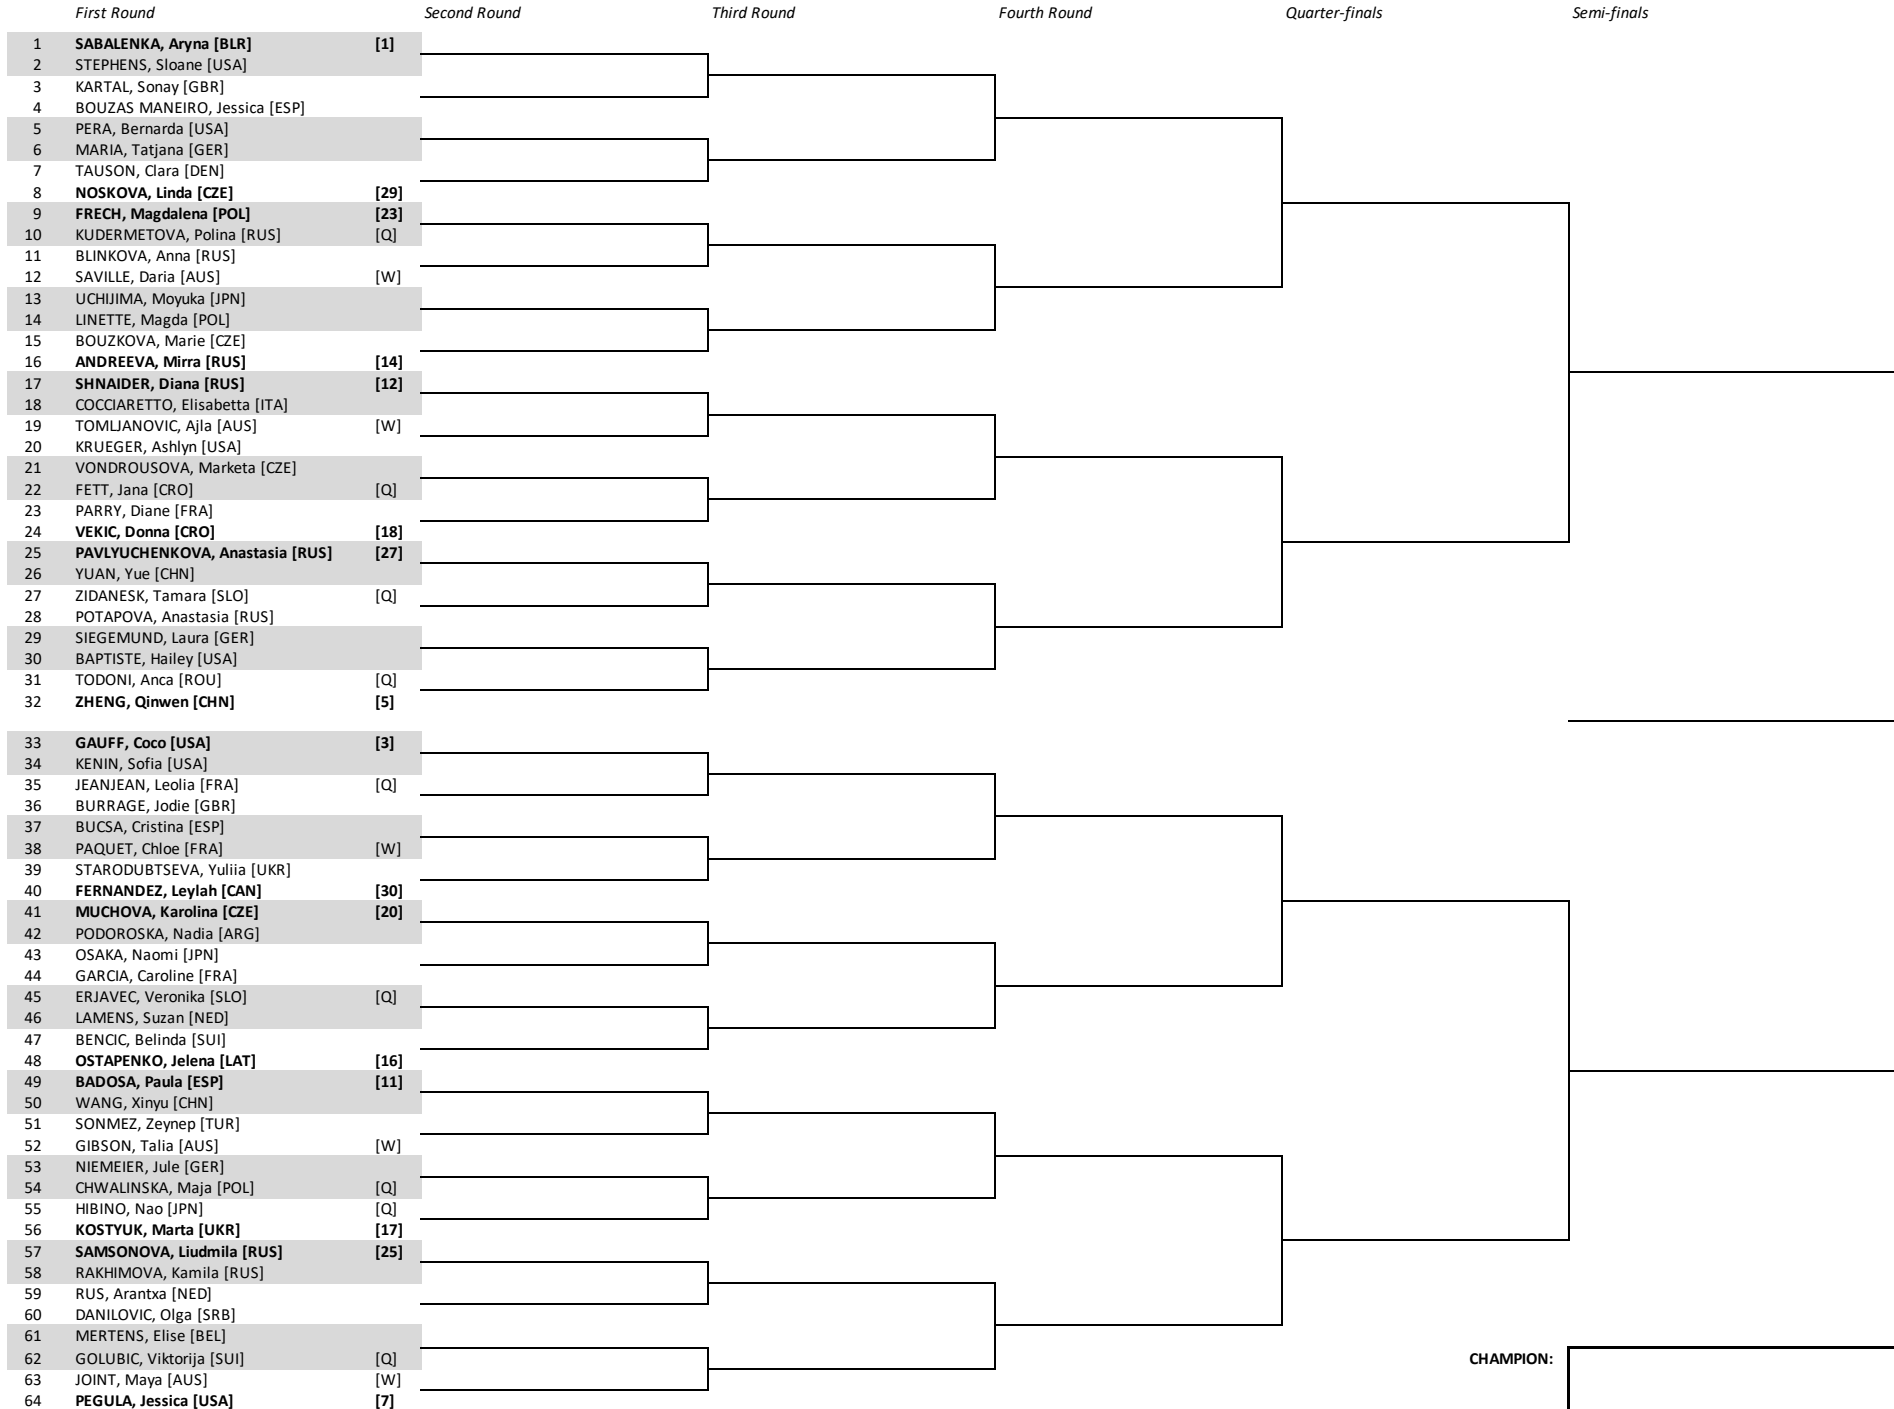 First Round Second Round Third Round Fourth Round Quarter-finals Semi-finals
1 SABALENKA, Aryna [BLR] [1]
2 STEPHENS, Sloane [USA]
3 KARTAL, Sonay [GBR]
4 BOUZAS MANEIRO, Jessica [ESP]
5 PERA, Bernarda [USA]
6 MARIA, Tatjana [GER]
7 TAUSON, Clara [DEN]
8 NOSKOVA, Linda [CZE] [29]
9 FRECH, Magdalena [POL] [23]
10 KUDERMETOVA, Polina [RUS] [Q]
11 BLINKOVA, Anna [RUS]
12 SAVILLE, Daria [AUS] [W]
13 UCHIJIMA, Moyuka [JPN]
14 LINETTE, Magda [POL]
15 BOUZKOVA, Marie [CZE]
16 ANDREEVA, Mirra [RUS] [14]
17 SHNAIDER, Diana [RUS] [12]
18 COCCIARETTO, Elisabetta [ITA]
19 TOMLJANOVIC, Ajla [AUS] [W]
20 KRUEGER, Ashlyn [USA]
21 VONDROUSOVA, Marketa [CZE]
22 FETT, Jana [CRO] [Q]
23 PARRY, Diane [FRA]
24 VEKIC, Donna [CRO] [18]
25 PAVLYUCHENKOVA, Anastasia [RUS] [27]
26 YUAN, Yue [CHN]
27 ZIDANESK, Tamara [SLO] [Q]
28 POTAPOVA, Anastasia [RUS]
29 SIEGEMUND, Laura [GER]
30 BAPTISTE, Hailey [USA]
31 TODONI, Anca [ROU] [Q]
32 ZHENG, Qinwen [CHN] [5]
33 GAUFF, Coco [USA] [3]
34 KENIN, Sofia [USA]
35 JEANJEAN, Leolia [FRA] [Q]
36 BURRAGE, Jodie [GBR]
37 BUCSA, Cristina [ESP]
38 PAQUET, Chloe [FRA] [W]
39 STARODUBTSEVA, Yuliia [UKR]
40 FERNANDEZ, Leylah [CAN] [30]
41 MUCHOVA, Karolina [CZE] [20]
42 PODOROSKA, Nadia [ARG]
43 OSAKA, Naomi [JPN]
44 GARCIA, Caroline [FRA]
45 ERJAVEC, Veronika [SLO] [Q]
46 LAMENS, Suzan [NED]
47 BENCIC, Belinda [SUI]
48 OSTAPENKO, Jelena [LAT] [16]
49 BADOSA, Paula [ESP] [11]
50 WANG, Xinyu [CHN]
51 SONMEZ, Zeynep [TUR]
52 GIBSON, Talia [AUS] [W]
53 NIEMEIER, Jule [GER]
54 CHWALINSKA, Maja [POL] [Q]
55 HIBINO, Nao [JPN] [Q]
56 KOSTYUK, Marta [UKR] [17]
57 SAMSONOVA, Liudmila [RUS] [25]
58 RAKHIMOVA, Kamila [RUS]
59 RUS, Arantxa [NED]
60 DANILOVIC, Olga [SRB]
61 MERTENS, Elise [BEL]
62 GOLUBIC, Viktorija [SUI] [Q] CHAMPION:
63 JOINT, Maya [AUS] [W]
64 PEGULA, Jessica [USA] [7]